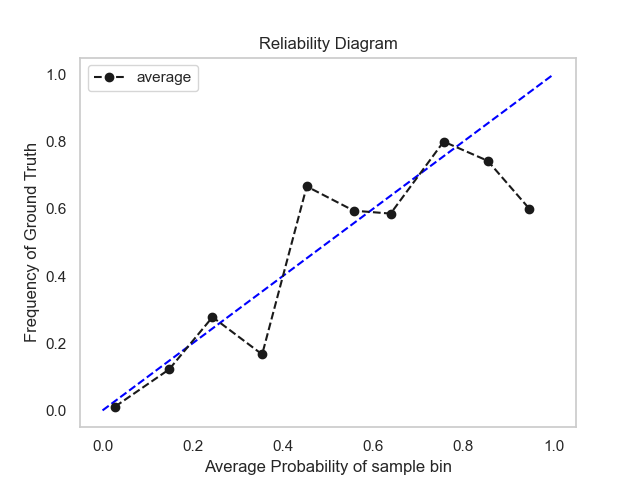 Reliability Diagram
average
Frequency of Ground Truth
1.0
0.8
0.6
0.4
0.2
0.0
0.0 0.2 0.4 0.6 0.8 1.0
Average Probability of sample bin